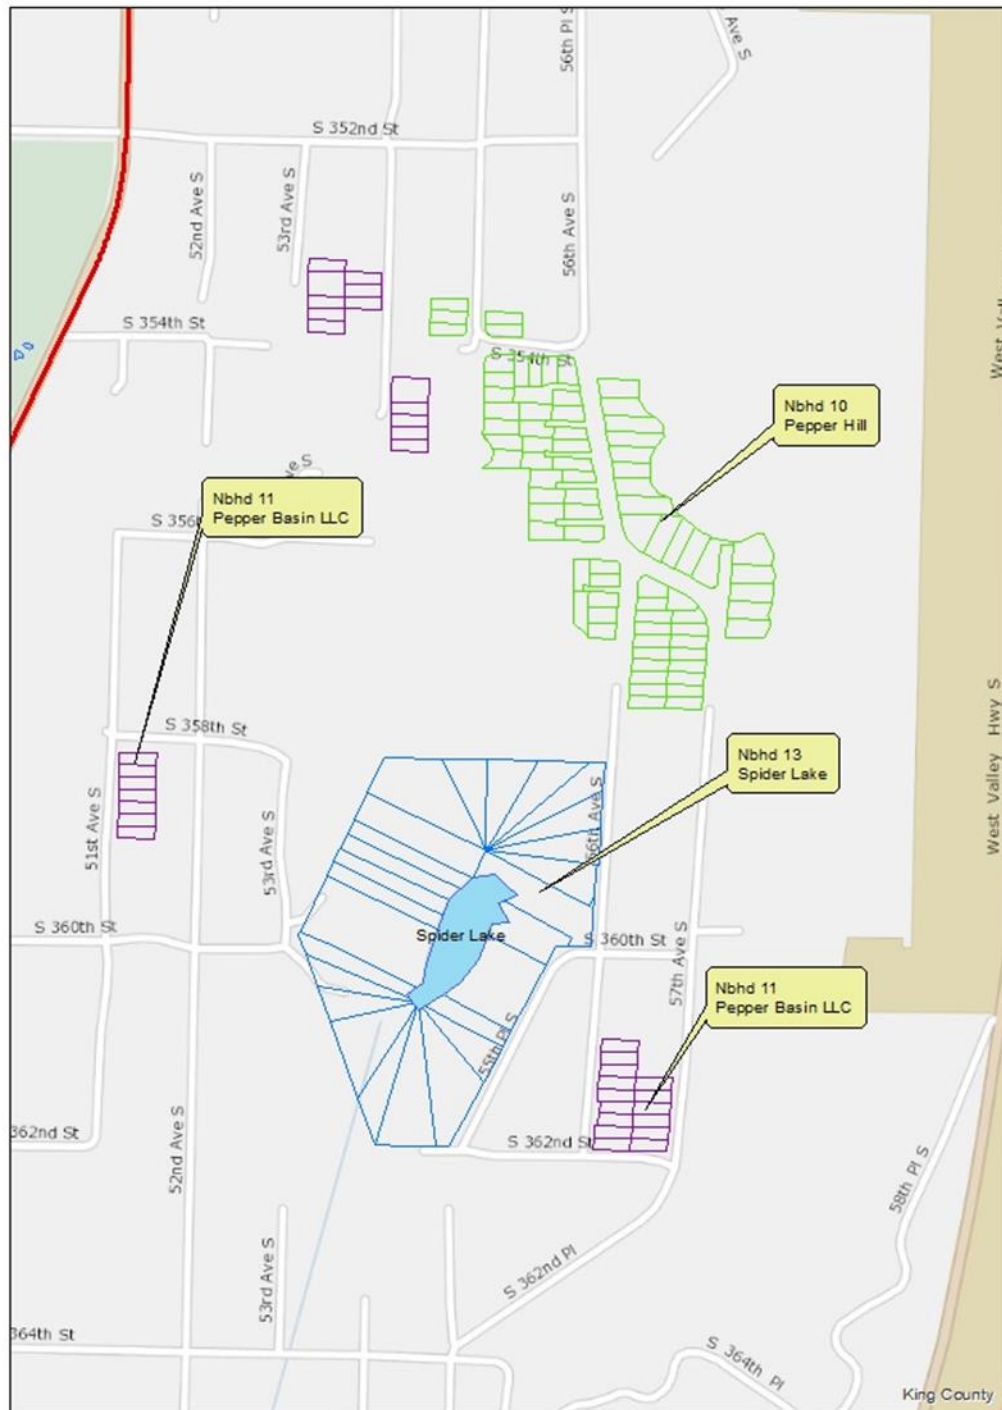 Ave S
56th Pl S
S 352nd St
52nd Ave S
53rd Ave S
56th Ave S
S 354th St
West Vall
S 354th St
Nbhd 10
Pepper Hill
ve S
Nbhd 11
Pepper Basin LLC
S 356
West Valley Hwy S
S 358th St
Nbhd 13
Spider Lake
51st Ave S
53rd Ave S
56th Ave S
S 360th St
Spider Lake
S 360th St
57th Ave S
Nbhd 11
Pepper Basin LLC
55th Pl S
362nd St
52nd Ave S
S 362nd St
58th Pl S
53rd Ave S
S 362nd Pl
364th St
S 364th Pl
King County